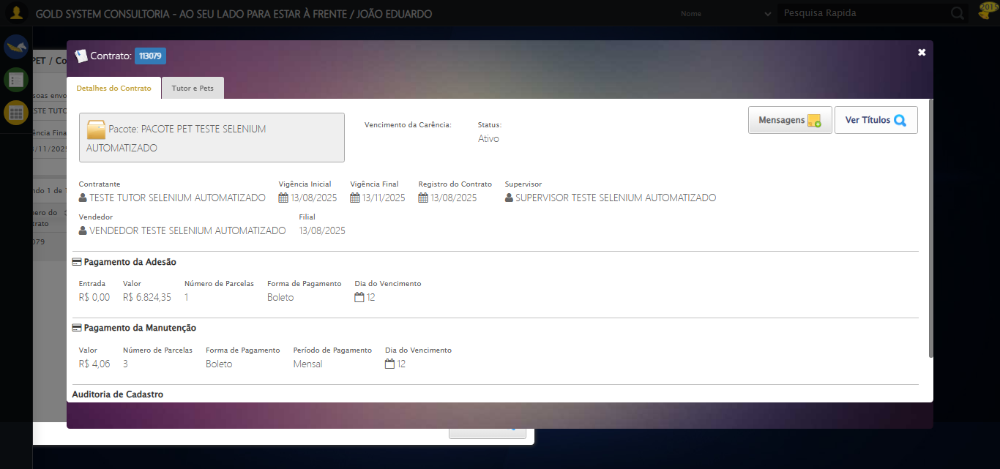 GOLD SYSTEM CONSULTORIA - AO SEU LADO PARA ESTAR À FRENTE / JOÃO EDUARDO
Nome
Pesquisa Rapida
2015
PET / Co
Contrato: 113079
Detalhes do Contrato
Tutor e Pets
soas envo
STE TUTO
ência Fina
/11/2025
ndo 1 de 1
ero do
trato
079
Pacote: PACOTE PET TESTE SELENIUM
AUTOMATIZADO
Vencimento da Carência:
Status:
Ativo
Mensagens
Ver Títulos
Contratante Vigência Inicial Vigência Final Registro do Contrato Supervisor
TESTE TUTOR SELENIUM AUTOMATIZADO 13/08/2025 13/11/2025 13/08/2025 SUPERVISOR TESTE SELENIUM AUTOMATIZADO
Vendedor Filial
VENDEDOR TESTE SELENIUM AUTOMATIZADO 13/08/2025
Pagamento da Adesão
Entrada Valor Número de Parcelas Forma de Pagamento Dia do Vencimento
R$ 0,00 R$ 6.824,35 1 Boleto 12
Pagamento da Manutenção
Valor Número de Parcelas Forma de Pagamento Período de Pagamento Dia do Vencimento
R$ 4,06 3 Boleto Mensal 12
Auditoria de Cadastro